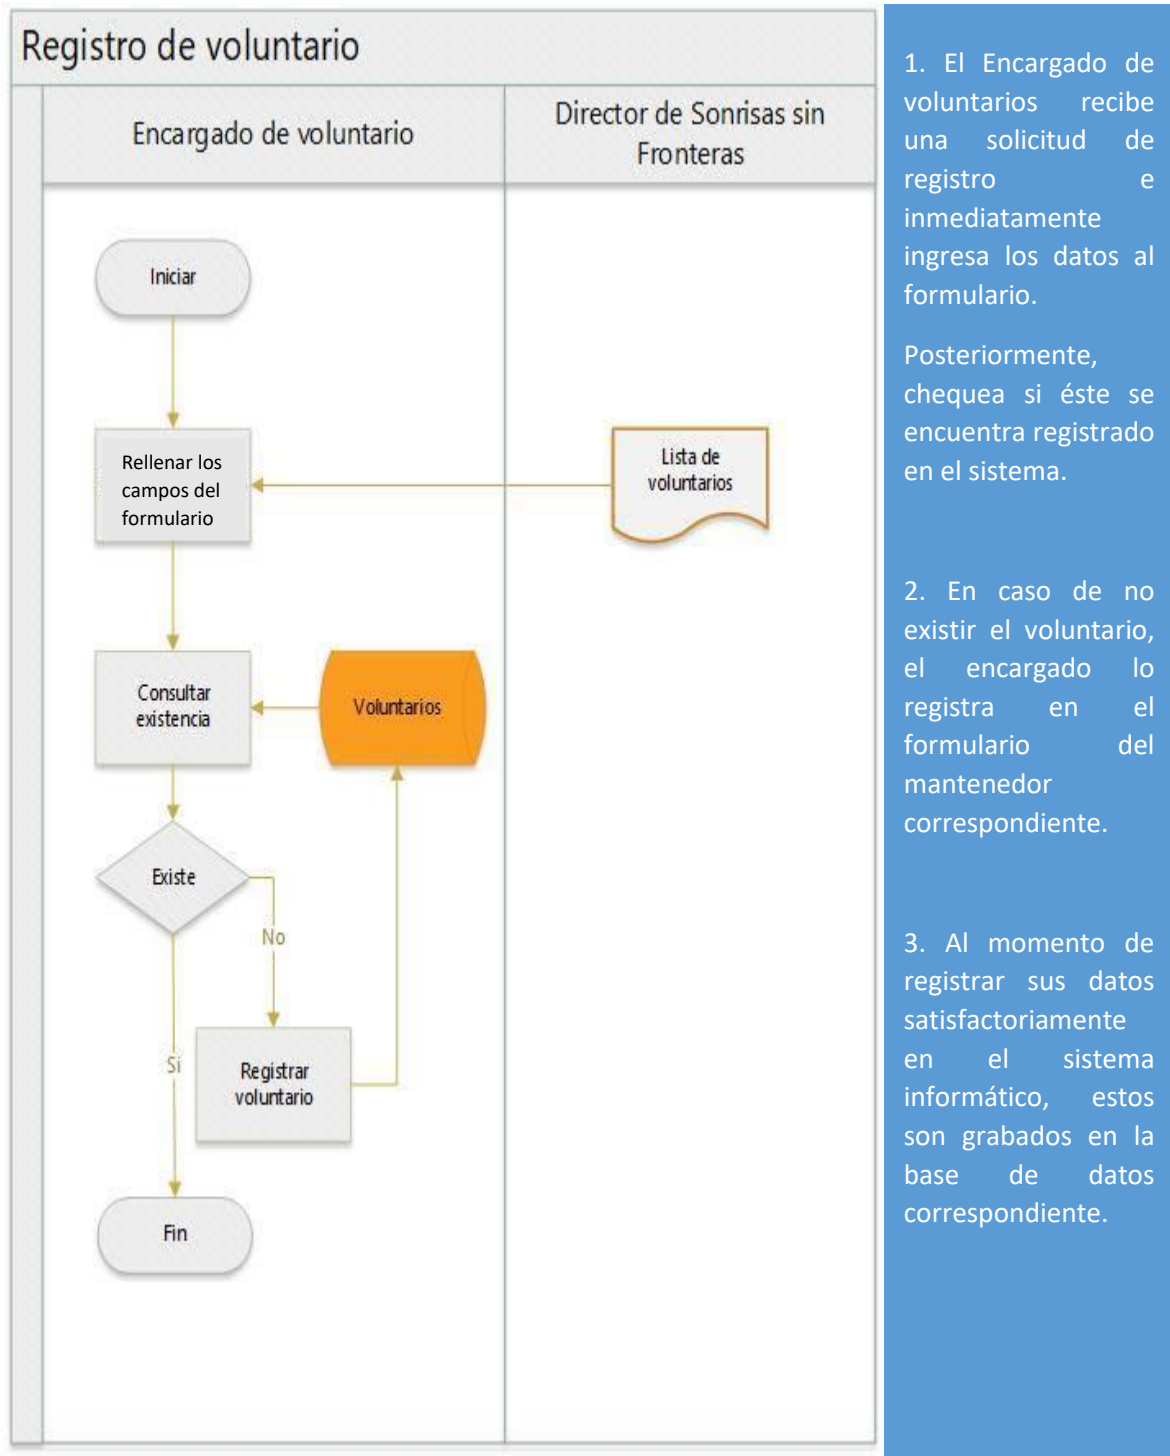 Registro de voluntario
Encargado de voluntario
Director de Sonrisas sin
Fronteras
Iniciar
Rellenar los
campos del
formulario
Lista de
voluntarios
Consultar
existencia
Voluntarios
Existe
No
Si
Registrar
voluntario
Fin
1. El Encargado de
voluntarios recibe
una solicitud de
registro e
inmediatamente
ingresa los datos al
formulario.
Posteriormente,
chequea si éste se
encuentra registrado
en el sistema.
2. En caso de no
existir el voluntario,
el encargado lo
registra en el
formulario del
mantenedor
correspondiente.
3. Al momento de
registrar sus datos
satisfactoriamente
en el sistema
informático, estos
son grabados en la
base de datos
correspondiente.